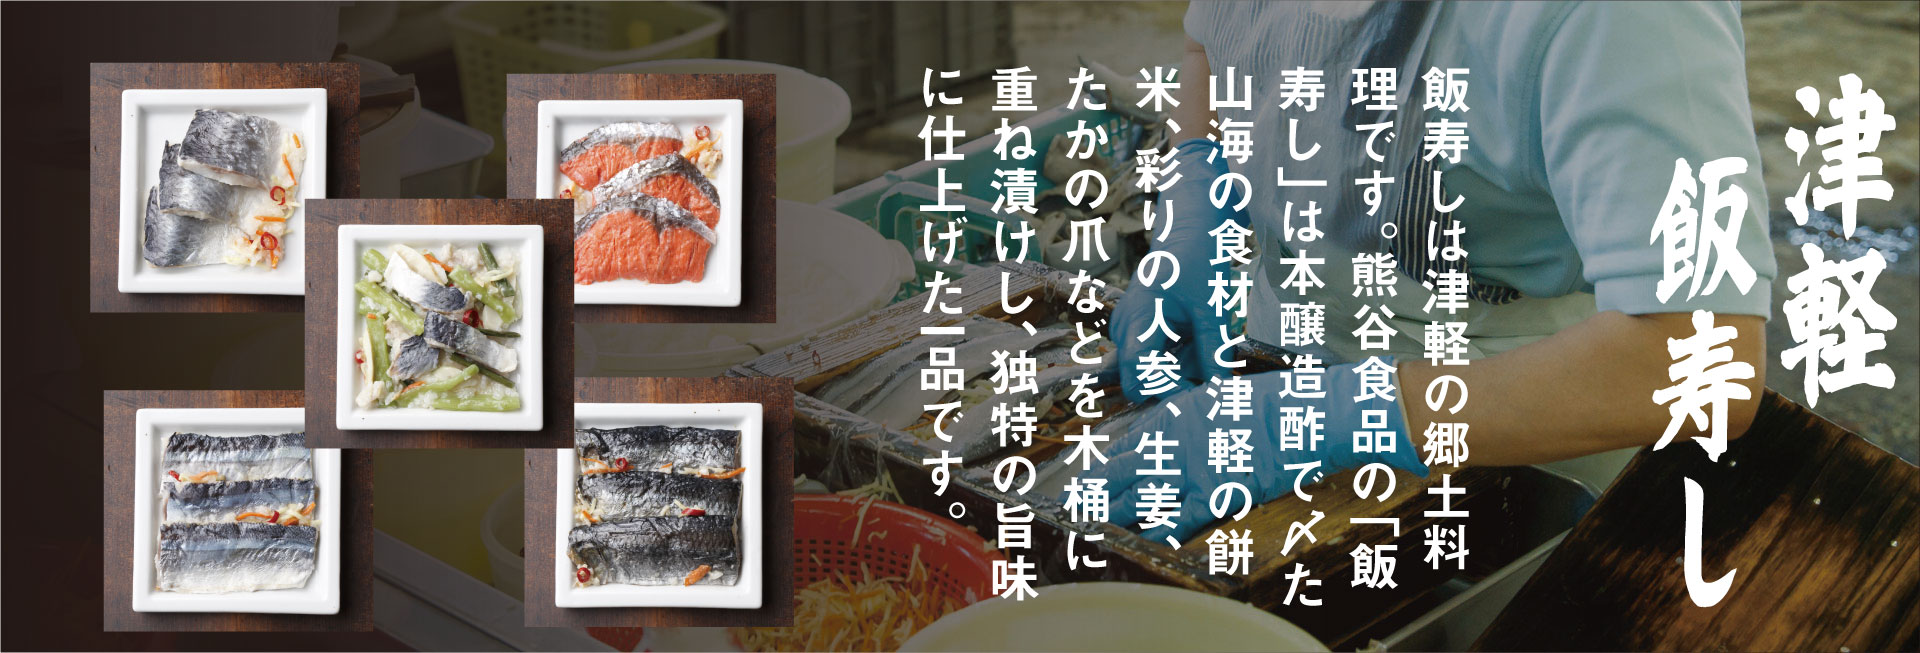 津軽
飯寿し
飯寿しは津軽の郷土料
理です。熊谷食品の「飯
寿し」は本醸造酢で〆た
山海の食材と津軽の餅
米、彩りの人参、生姜、
たかの爪などを木桶に
重ね漬けし、独特の旨味
に仕上げた一品です。